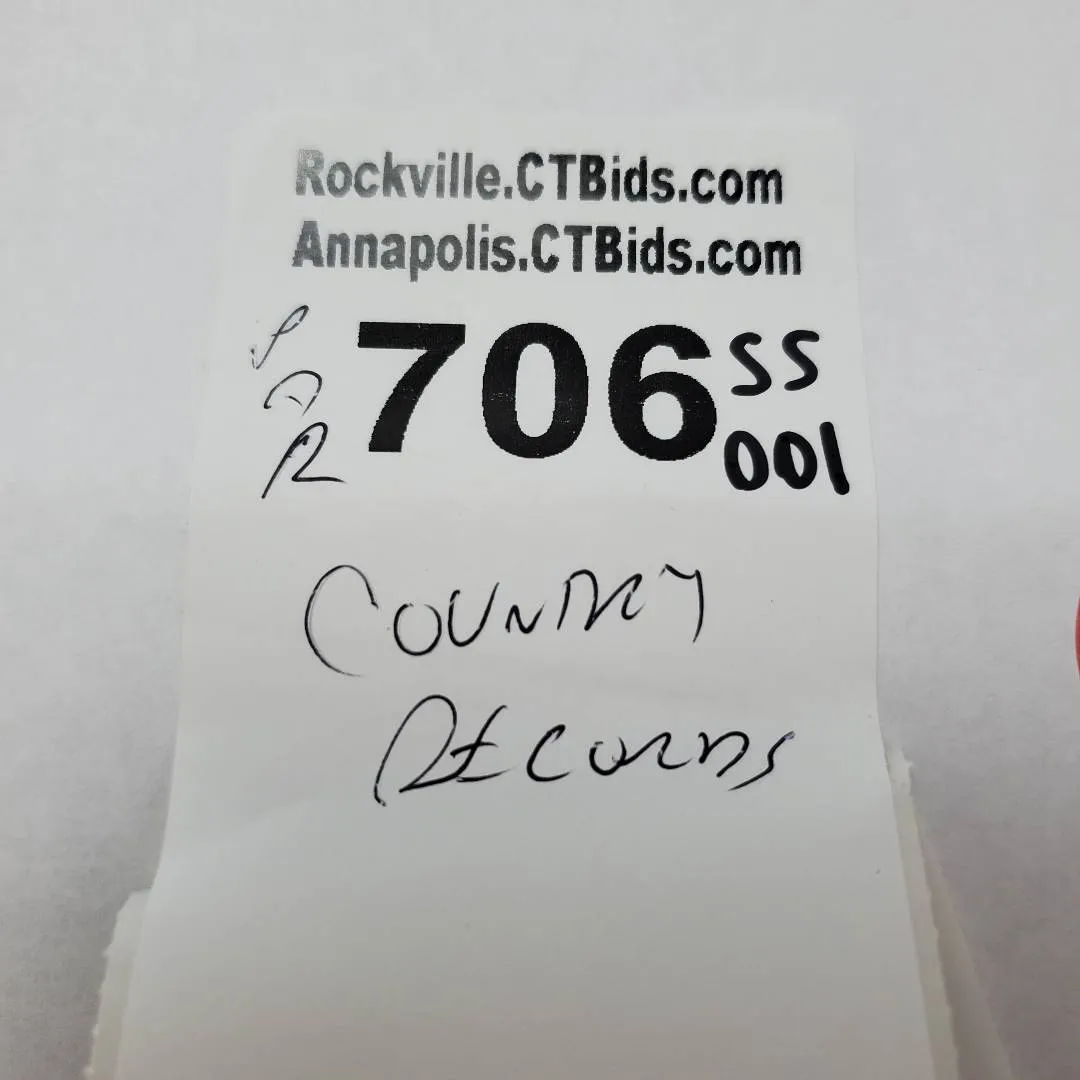 Rockville.CTBids.com
Annapolis.CTBids.com
706 SS
001
COUNTRY
RECORDS